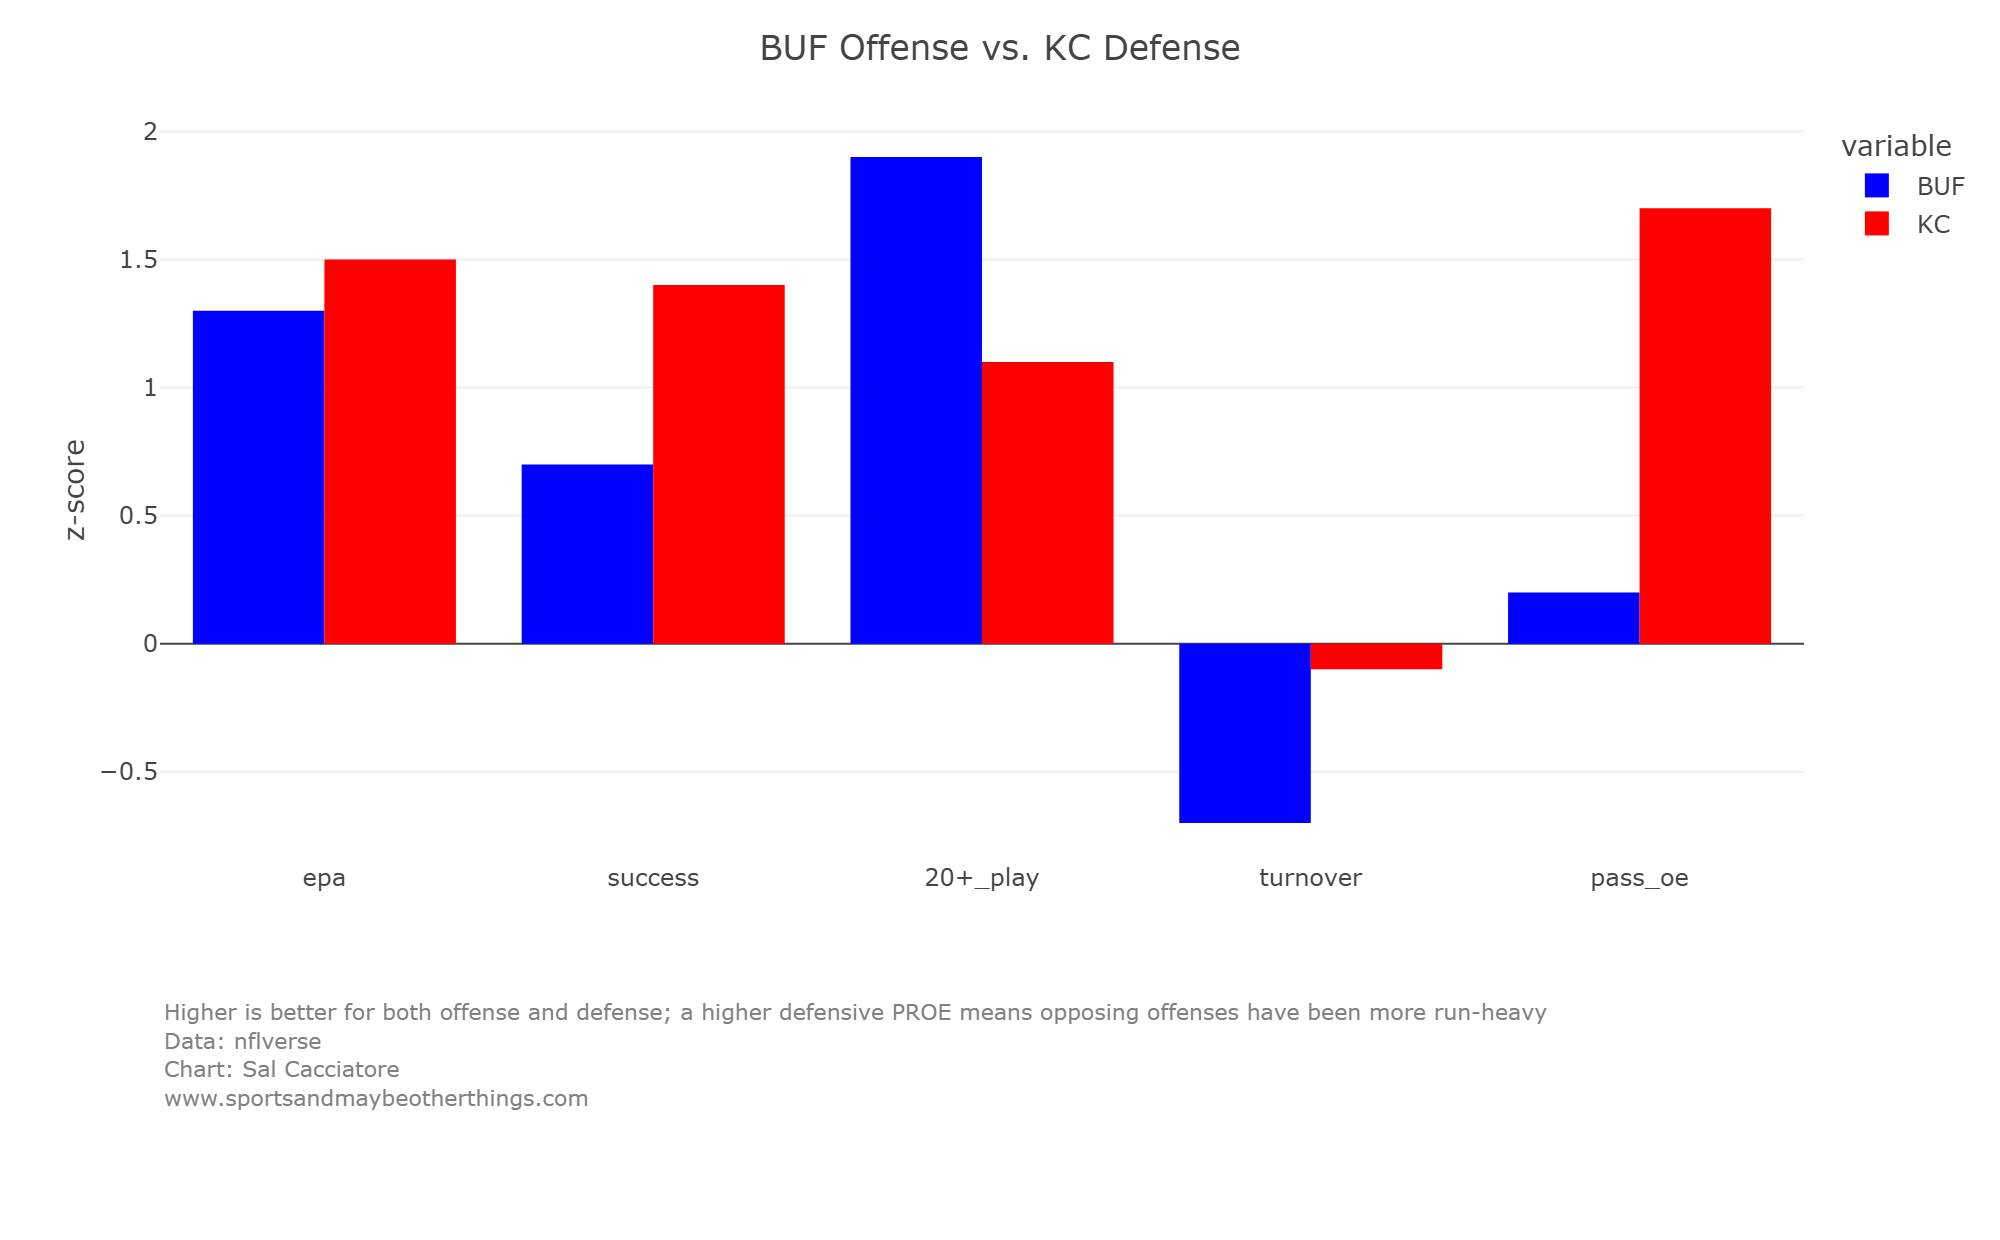 BUF Offense vs. KC Defense
variable
BUF
KC
z-score
2
1.5
1
0.5
0
−0.5
epa
success
20+_play
turnover
pass_oe
Higher is better for both offense and defense; a higher defensive PROE means opposing offenses have been more run-heavy
Data: nflverse
Chart: Sal Cacciatore
www.sportsandmaybeotherthings.com